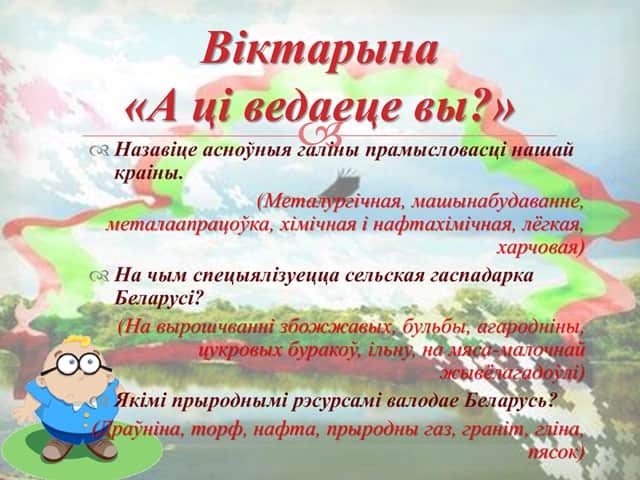 Віктарына
«А ці ведаеце вы?»
Назавіце асноўныя галіны прамысловасці нашай
краіны.
(Металургічная, машынабудаванне,
металаапрацоўка, хімічная і нафтахімічная, лёгкая,
харчовая)
На чым спецыялізуецца сельская гаспадарка
Беларусі?
(На вырошчванні збожжавых, бульбы, агародніны,
цукровых буракоў, ільну, на мяса-малочнай
жывёлагадоўлі)
Якімі прыроднымі рэсурсамі валодае Беларусь?
(Драўніна, торф, нафта, прыродны газ, граніт, гліна,
пясок)